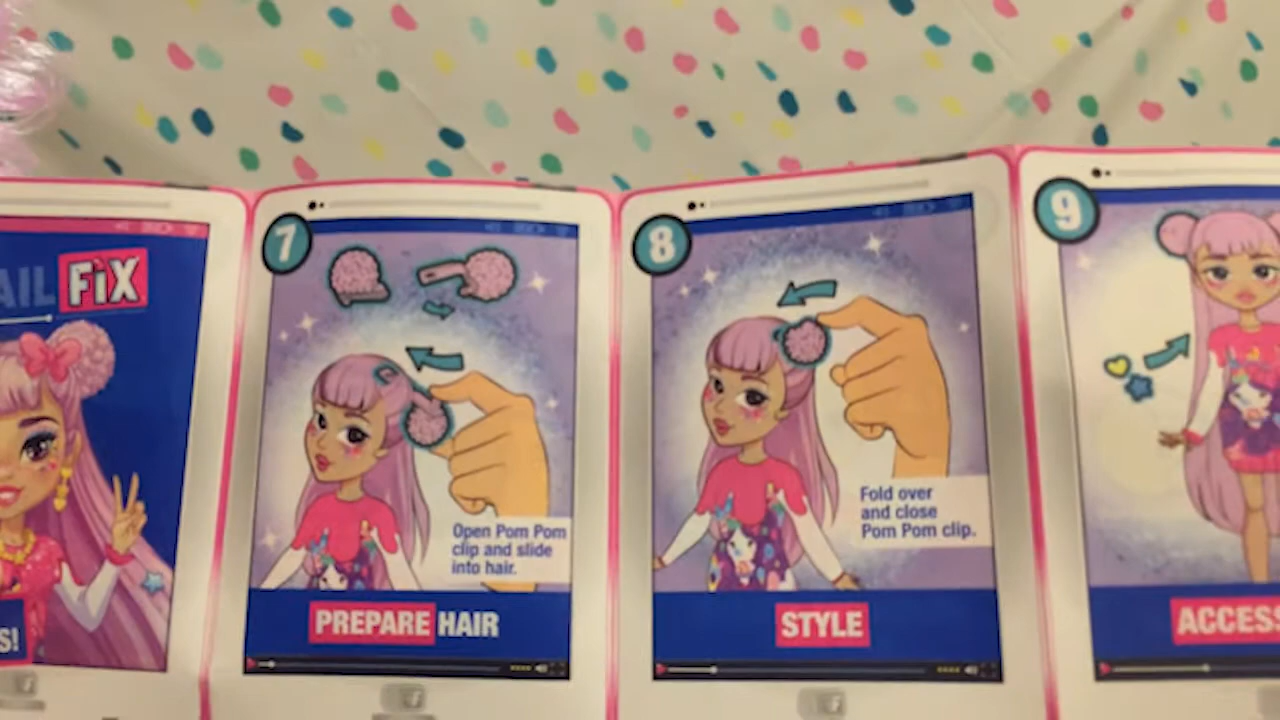 AIL FIX
S!
7
Open Pom Pom
clip and slide
into hair.
PREPARE HAIR
8
Fold over
and close
Pom Pom clip.
STYLE
9
ACCESS